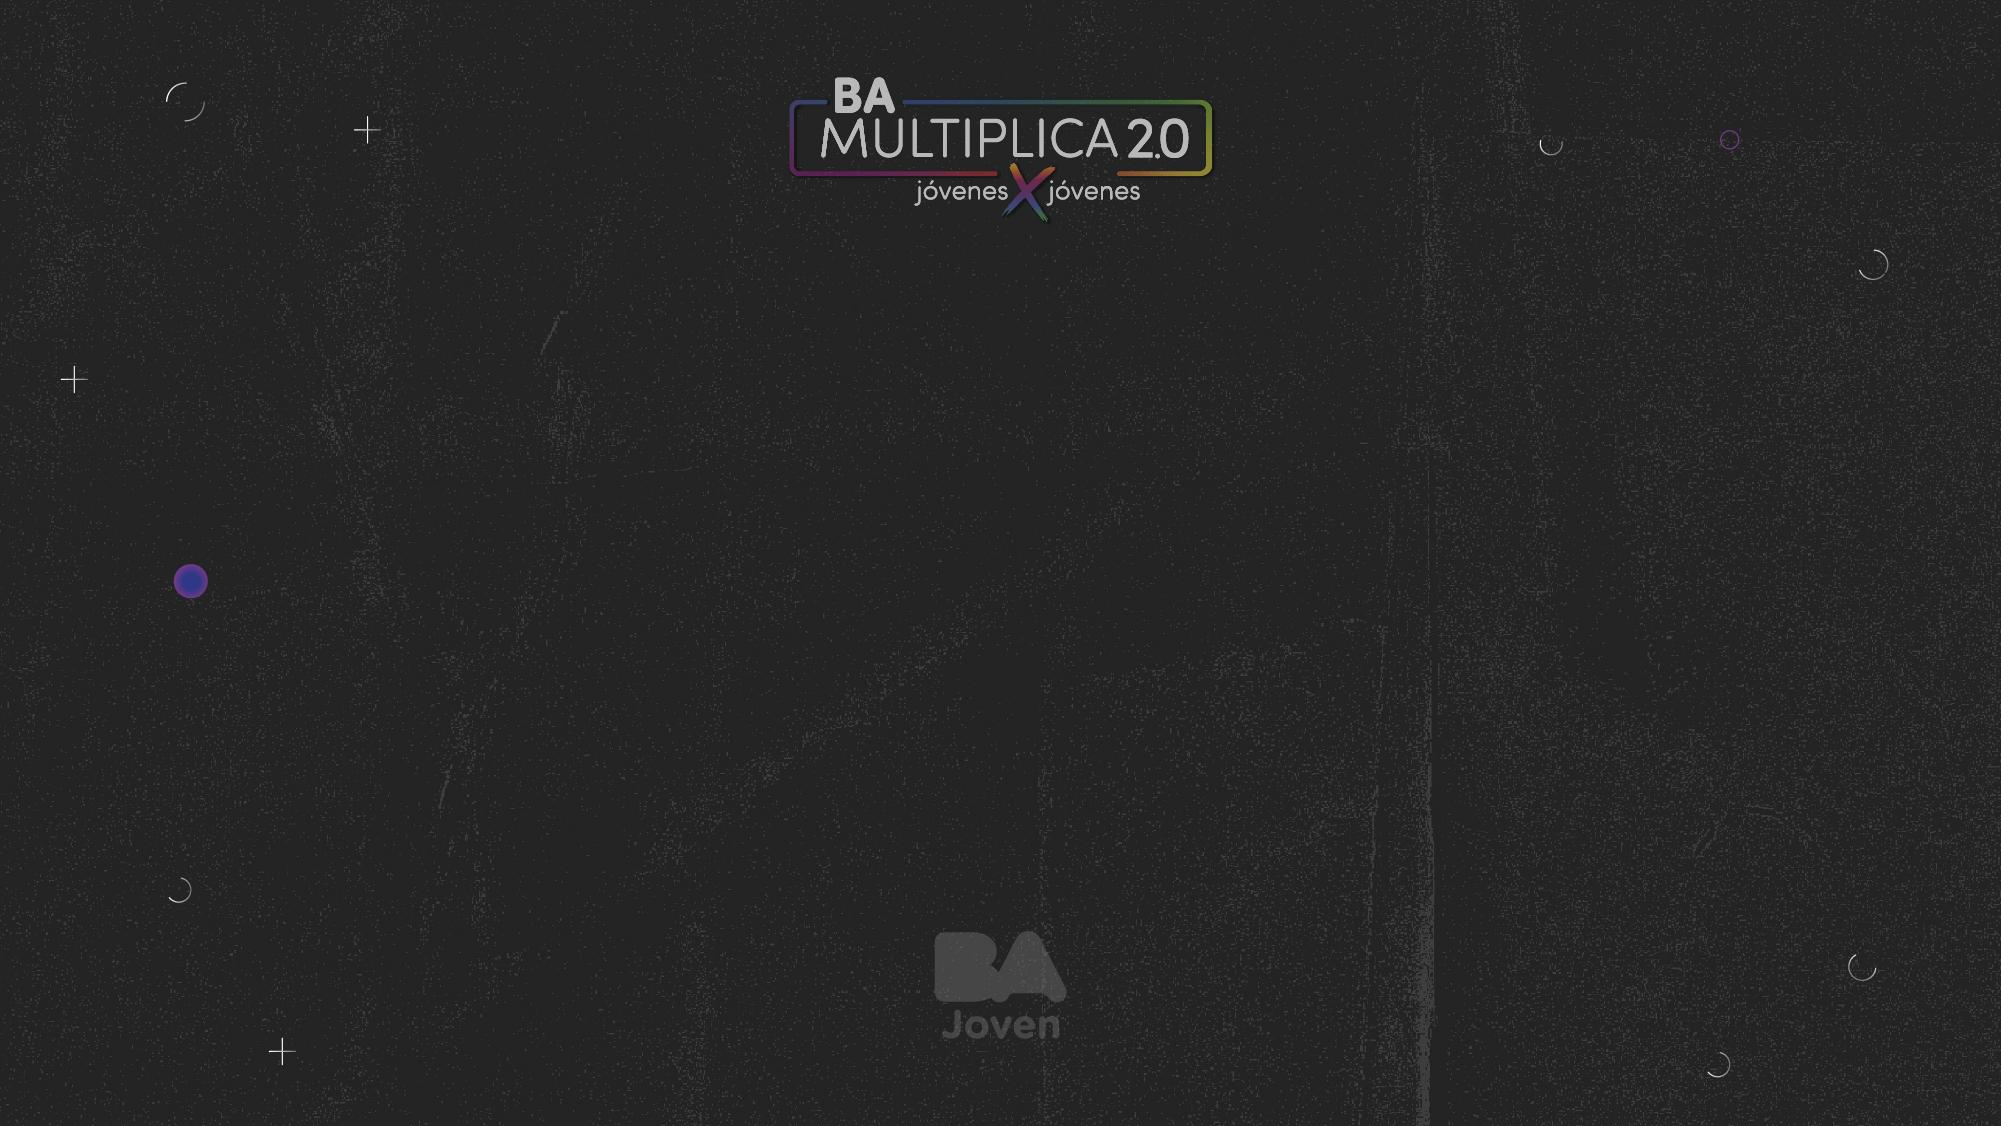 BA
MULTIPLICA 2.0
jóvenes X jóvenes
BA
Joven